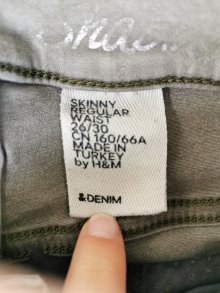 SKINNY
REGULAR
WAIST
26/30
CN 160/66A
MADE IN
TURKEY
by H&M
&DENIM